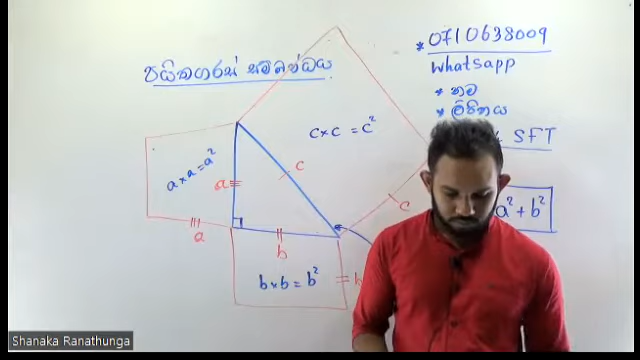 පයිතගරස් සම්බන්ධය
* 0710638009
whatsapp
* නම
* ලිපිනය
SFT
c×c = c²
a×a = a²
a
c
a² + b²
a
b
c
b×b = b²
b
Shanaka Ranathunga